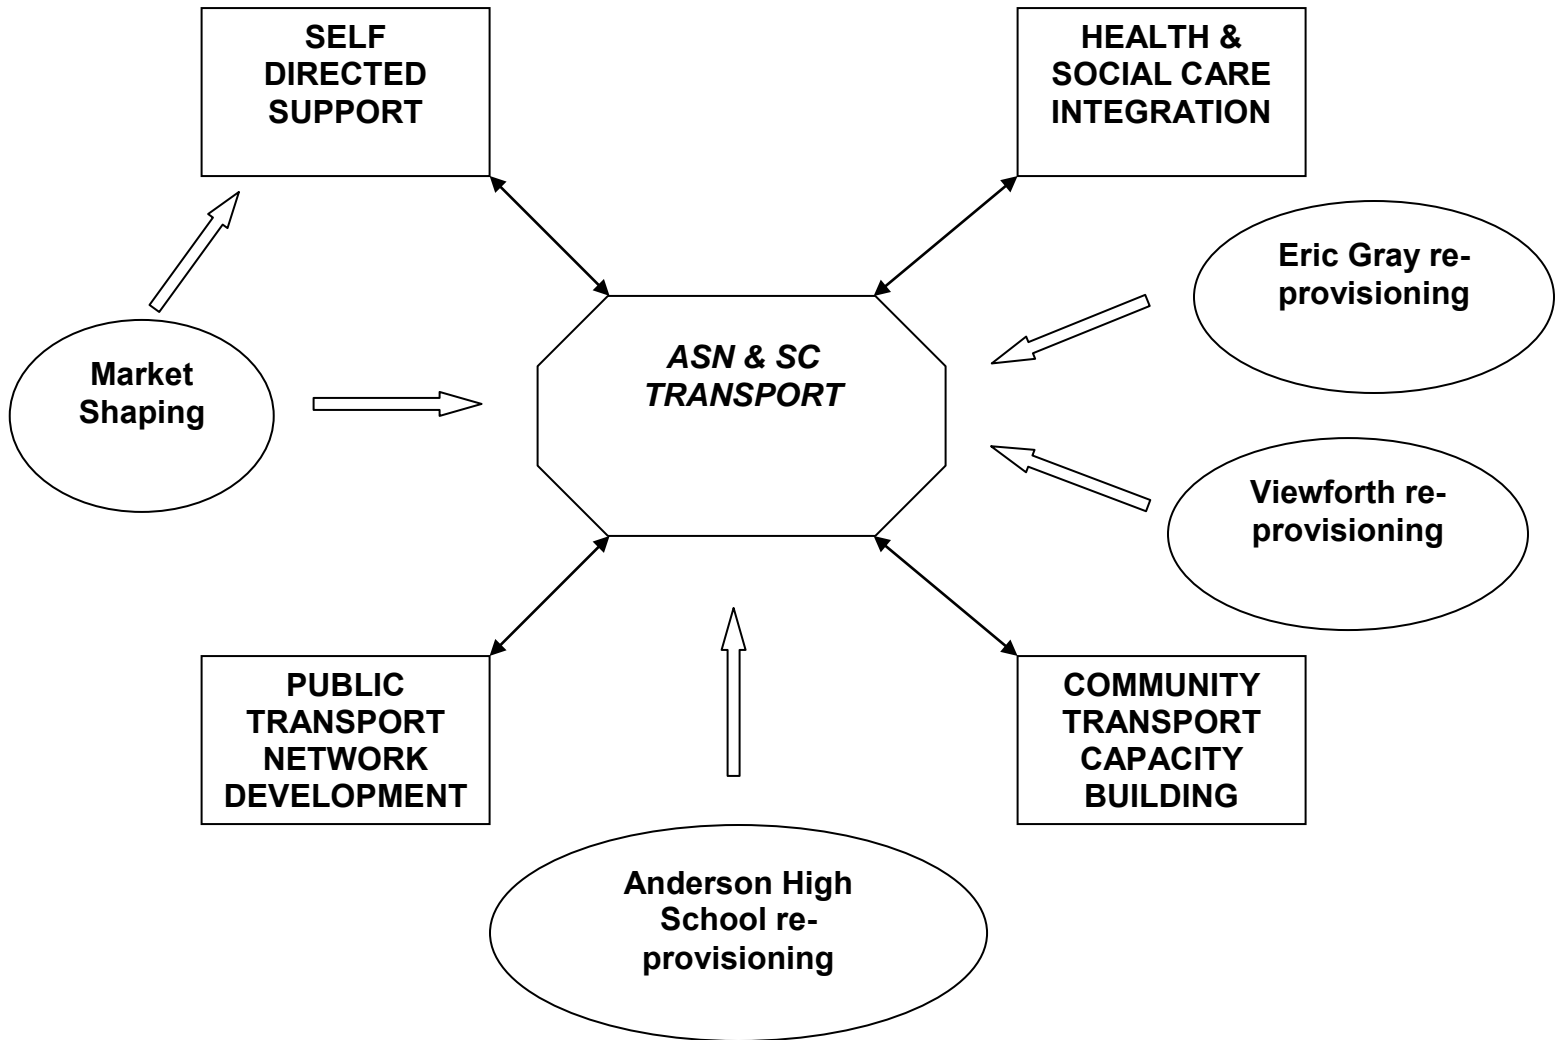 SELF
DIRECTED
SUPPORT
HEALTH &
SOCIAL CARE
INTEGRATION
Eric Gray re-
provisioning
Market
Shaping
ASN & SC
TRANSPORT
Viewforth re-
provisioning
PUBLIC
TRANSPORT
NETWORK
DEVELOPMENT
COMMUNITY
TRANSPORT
CAPACITY
BUILDING
Anderson High
School re-
provisioning